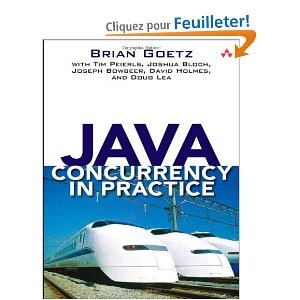 Cliquez pour Feuilleter!
BRIAN GOETZ
WITH TIM PEIERLS, JOSHUA BLOCH,
JOSEPH BOWBEER, DAVID HOLMES,
AND DOUG LEA
JAVA
CONCURRENCY
IN PRACTICE